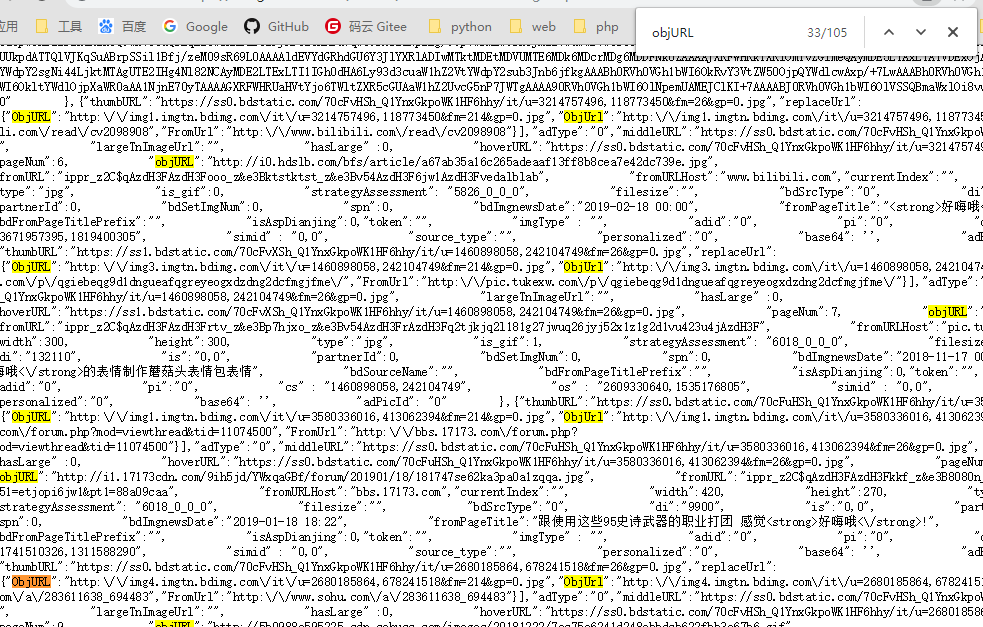 应用 工具 百度 Google GitHub 码云 Gitee python web php
objURL 33/105
0" },{"thumbURL":"https://ss0.bdstatic.com/70cFvHSh_Q1YnxGkpoWK1HF6hhy/it/u=3214757496,118773450&fm=26&gp=0.jpg","replaceUrl":
{"ObjURL":"http:\/\/img1.imgtn.bdimg.com\/it\/u=3214757496,118773450&fm=214&gp=0.jpg","ObjUrl":"http:\/\/img1.imgtn.bdimg.com\/it\/u=3214757496,
li.com\/read\/cv2098908","FromUrl":"http:\/\/www.bilibili.com\/read\/cv2098908"}],"adType":"0","middleURL":"https://ss0.bdstatic.com/70cFvHSh_Q1YnxGkpoW
", "largeTnImageUrl":"", "hasLarge" :0, "hoverURL":"https://ss0.bdstatic.com/70cFvHSh_Q1YnxGkpoWK1HF6hhy/it/u=32147574
pageNum":6, "objURL":"http://i0.hdslb.com/bfs/article/a67ab35a16c265adeaaf13ff8b8cea7e42dc739e.jpg",
fromURL":"ippr_z2C$qAzdH3FAzdH3Fooo_z&e3Bktstktst_z&e3Bv54AzdH3F6jw1AzdH3Fvedalblab", "fromURLHost":"www.bilibili.com","currentIndex":"",
type":"jpg", "is_gif":0, "strategyAssessment": "5826_0_0_0", "filesize":"", "bdSrcType":"0", "di"
partnerId":0, "bdSetImgNum":0, "spn":0, "bdImgnewsDate":"2019-02-18 00:00", "fromPageTitle":"<strong>好嗨哦
bdFromPageTitlePrefix":"", "isAspDianjing":0,"token":"", "imgType" : "", "adid":"0", "pi":"0",
3671957395,1819400305", "simid" : "0,0", "source_type":"", "personalized":"0", "base64": '', "ad
"thumbURL":"https://ss1.bdstatic.com/70cFvXSh_Q1YnxGkpoWK1HF6hhy/it/u=1460898058,242104749&fm=26&gp=0.jpg","replaceUrl":
{"ObjURL":"http:\/\/img3.imgtn.bdimg.com\/it\/u=1460898058,242104749&fm=214&gp=0.jpg","ObjUrl":"http:\/\/img3.imgtn.bdimg.com\/it\/u=1460898058,2421047
.com\/p\/qgiebeqg9d1dngueafqgreyeogxdzdng2dcfmgjfme\/","FromUrl":"http:\/\/pic.tukexw.com\/p\/qgiebeqg9d1dngueafqgreyeogxdzdng2dcfmgjfme\/"}],"adType":"
_Q1YnxGkpoWK1HF6hhy/it/u=1460898058,242104749&fm=26&gp=0.jpg", "largeTnImageUrl":"", "hasLarge" :0,
hoverURL":"https://ss1.bdstatic.com/70cFvXSh_Q1YnxGkpoWK1HF6hhy/it/u=1460898058,242104749&fm=26&gp=0.jpg", "pageNum":7, "objURL":"
fromURL":"ippr_z2C$qAzdH3FAzdH3Frtv_z&e3Bp7hjxo_z&e3Bv54AzdH3FrAzdH3Fq2tjkjq2l181g27jwuq26jyj52x1z1g2d1vu423u4jAzdH3F", "fromURLHost":"pic.tu
width":300, "height":300, "type":"jpg", "is_gif":1, "strategyAssessment": "6018_0_0_0", "filesize
"di":"132110", "is":"0,0", "partnerId":0, "bdSetImgNum":0, "spn":0, "bdImgnewsDate":"2018-11-17 00
嗨哦<\/strong>的表情制作蘑菇头表情包表情", "bdSourceName":"", "bdFromPageTitlePrefix":"", "isAspDianjing":0,"token":"",
adid":"0", "pi":"0", "cs" : "1460898058,242104749", "os" : "2609330640,1535176805", "simid" : "0,0",
personalized":"0", "base64": '', "adPicId" :"0" },{"thumbURL":"https://ss0.bdstatic.com/70cFuHSh_Q1YnxGkpoWK1HF6hhy/it/
{"ObjURL":"http:\/\/img1.imgtn.bdimg.com\/it\/u=3580336016,413062394&fm=214&gp=0.jpg","ObjUrl":"http:\/\/img1.imgtn.bdimg.com\/it\/u=3580336016,4130623
com\/forum.php?mod=viewthread&tid=11074500","FromUrl":"http:\/\/bbs.17173.com\/forum.php?
od=viewthread&tid=11074500"}],"adType":"0","middleURL":"https://ss0.bdstatic.com/70cFuHSh_Q1YnxGkpoWK1HF6hhy/it/u=3580336016,413062394&fm=26&gp=0.jpg",
hasLarge" :0, "hoverURL":"https://ss0.bdstatic.com/70cFuHSh_Q1YnxGkpoWK1HF6hhy/it/u=3580336016,413062394&fm=26&gp=0.jpg", "pageNu
objURL":"http://i1.17173cdn.com/9ih5jd/YWxqaGBf/forum/201901/18/181747se62ka3pa0a1zqqa.jpg", "fromURL":"ippr_z2C$qAzdH3FAzdH3Fkkf_z&e3B8080n_
51=etjopi6jw1&pt1=88a09caa", "fromURLHost":"bbs.17173.com","currentIndex":"", "width":420, "height":270, "ty
strategyAssessment": "6018_0_0_0", "filesize":"", "bdSrcType":"0", "di":"9900", "is":"0,0", "part
spn":0, "bdImgnewsDate":"2019-01-18 18:22", "fromPageTitle":"跟使用这些95史诗武器的职业打团 感觉<strong>好嗨哦<\/strong>!",
bdFromPageTitlePrefix":"", "isAspDianjing":0,"token":"", "imgType" : "", "adid":"0", "pi":"0",
1741510326,1311588290", "simid" : "0,0", "source_type":"", "personalized":"0", "base64": '', "ad
"thumbURL":"https://ss0.bdstatic.com/70cFvHSh_Q1YnxGkpoWK1HF6hhy/it/u=2680185864,678241518&fm=26&gp=0.jpg","replaceUrl":
{"ObjURL":"http:\/\/img4.imgtn.bdimg.com\/it\/u=2680185864,678241518&fm=214&gp=0.jpg","ObjUrl":"http:\/\/img4.imgtn.bdimg.com\/it\/u=2680185864,6782415
om\/a\/283611638_694483","FromUrl":"http:\/\/www.sohu.com\/a\/283611638_694483"}],"adType":"0","middleURL":"https://ss0.bdstatic.com/70cFvHSh_Q1YnxGkpo
", "largeTnImageUrl":"", "hasLarge" :0, "hoverURL":"https://ss0.bdstatic.com/70cFvHSh_Q1YnxGkpoWK1HF6hhy/it/u=26801858